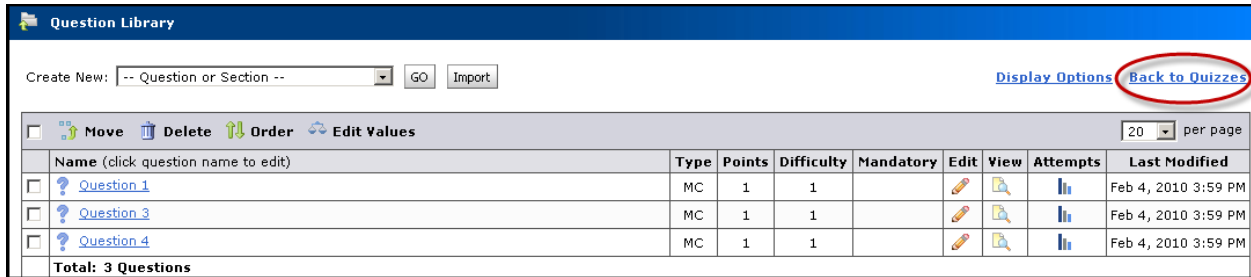 Question Library
Create New: -- Question or Section -- GO Import Display Options Back to Quizzes
Move Delete Order Edit Values 20 per page
Name (click question name to edit) Type Points Difficulty Mandatory Edit View Attempts Last Modified
Question 1 MC 1 1 Feb 4, 2010 3:59 PM
Question 3 MC 1 1 Feb 4, 2010 3:59 PM
Question 4 MC 1 1 Feb 4, 2010 3:59 PM
Total: 3 Questions